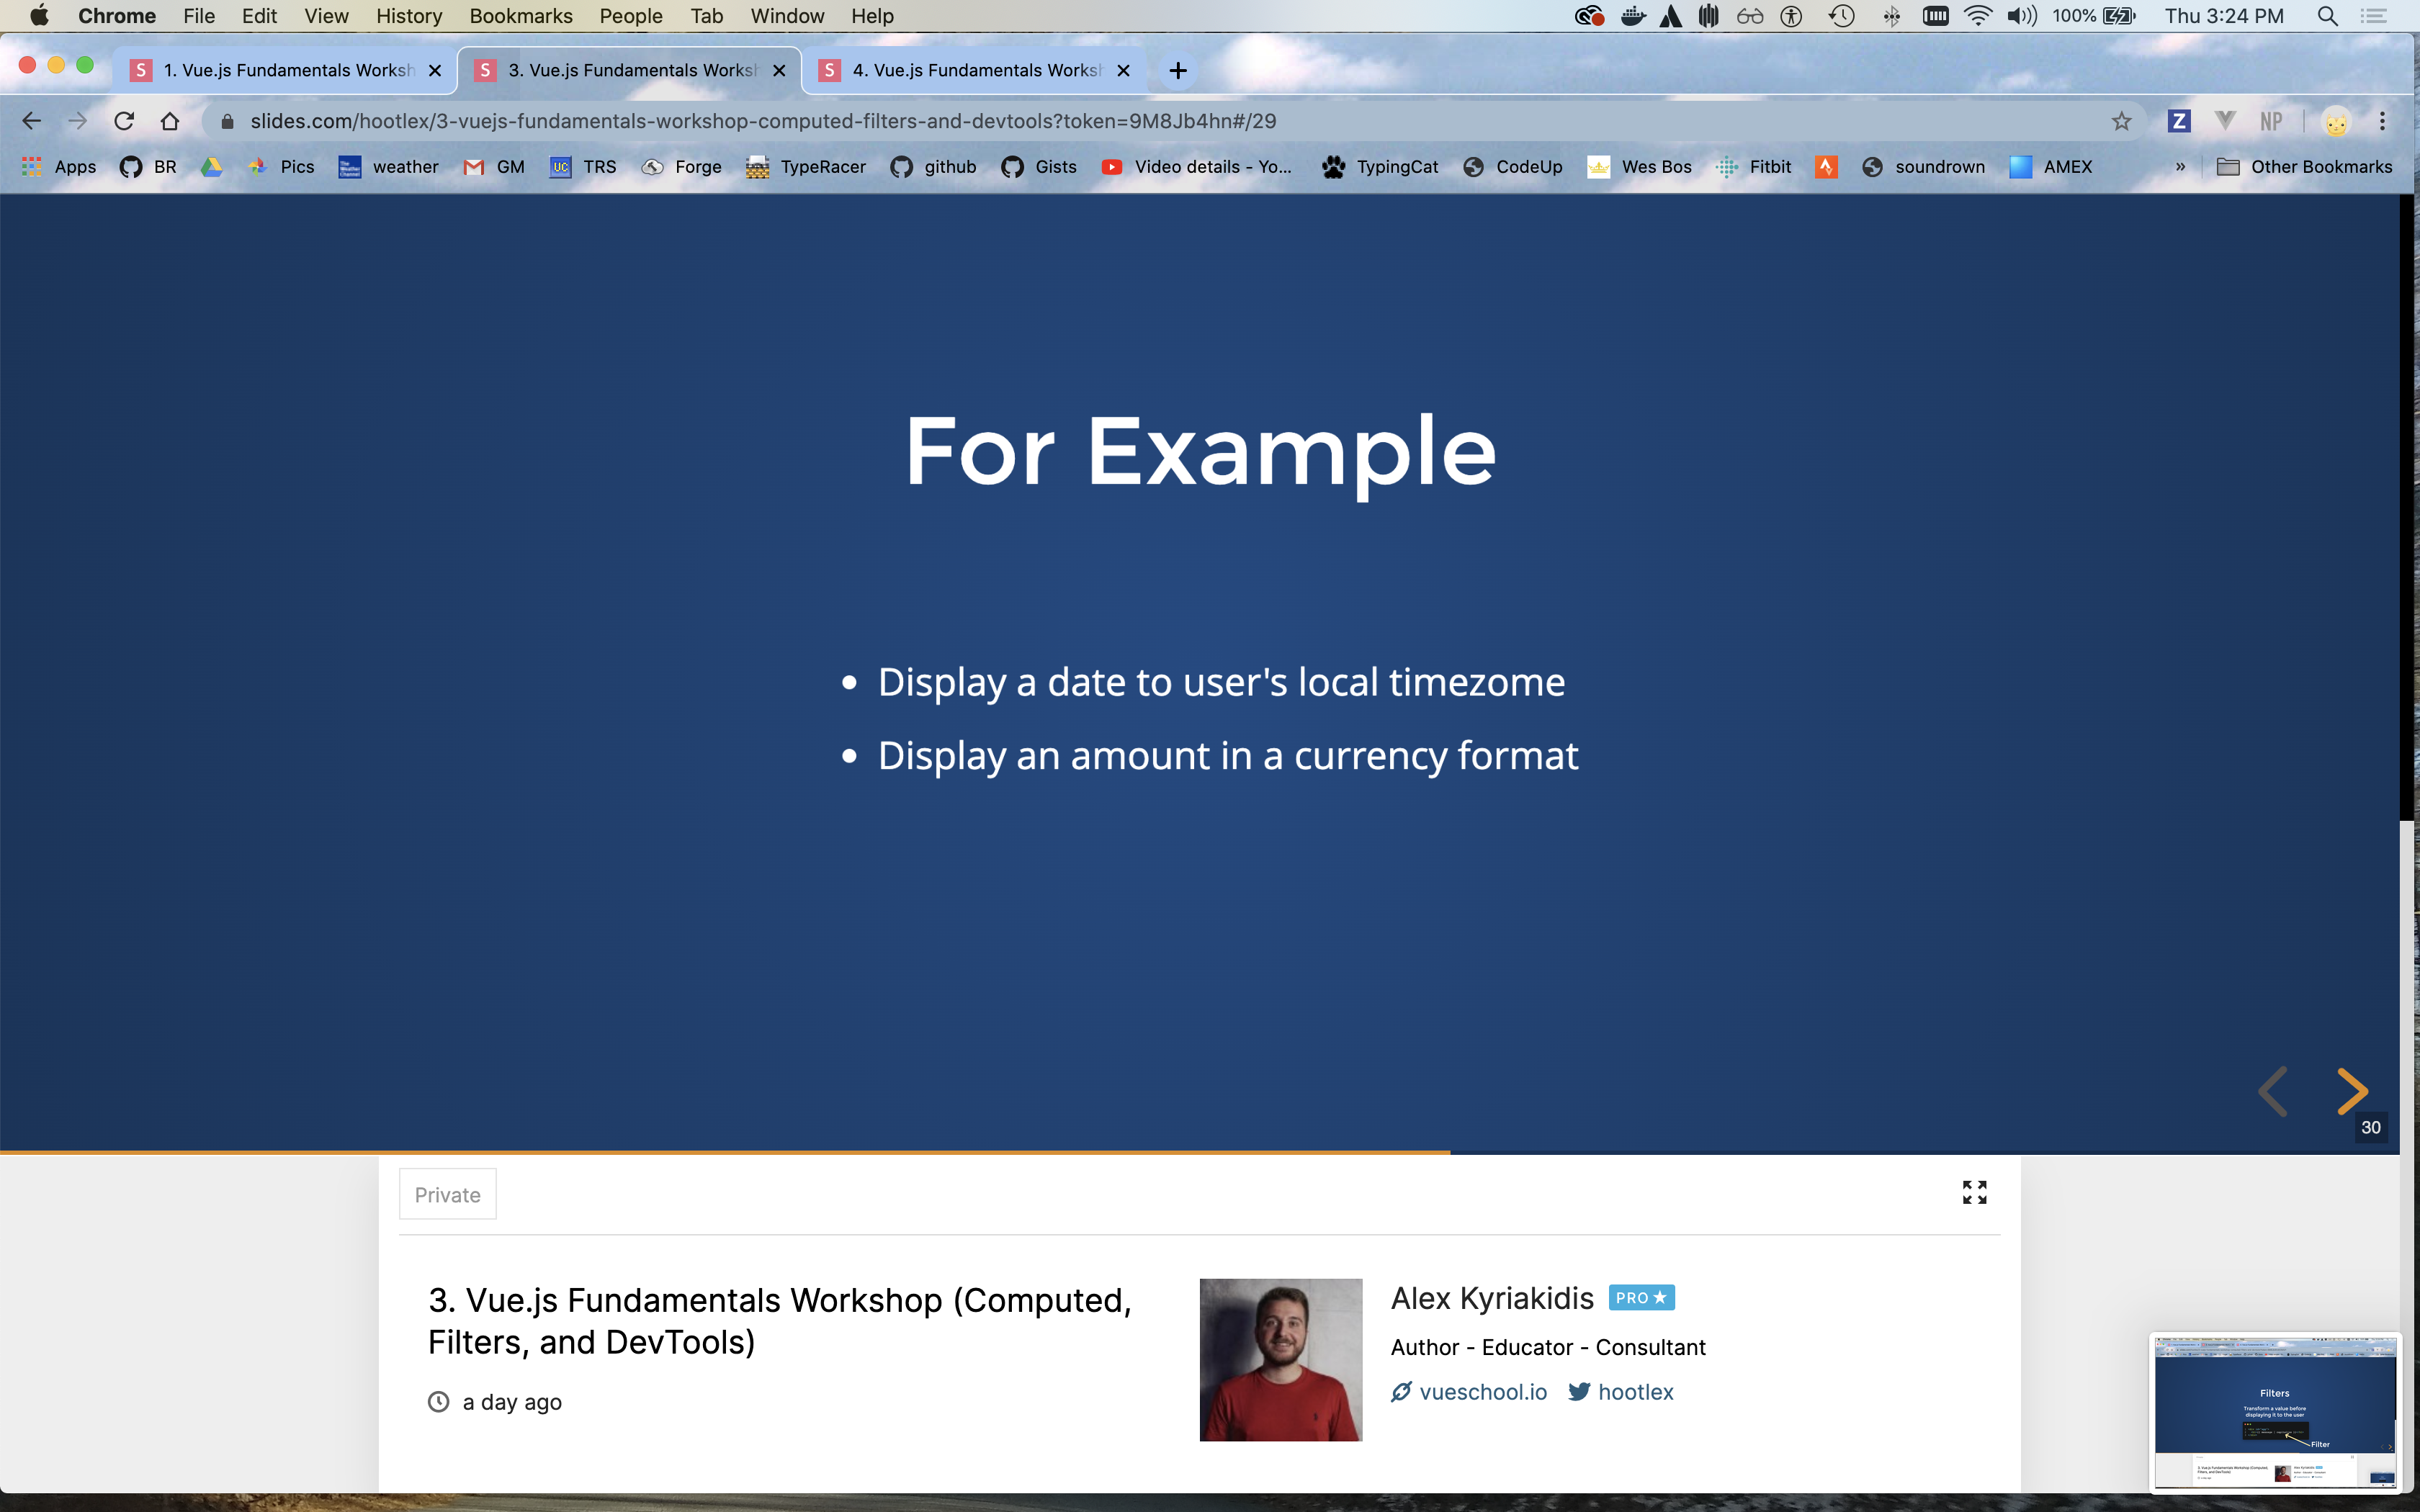 Chrome File Edit View History Bookmarks People Tab Window Help 100% Thu 3:24 PM
S 1. Vue.js Fundamentals Worksh S 3. Vue.js Fundamentals Works S 4. Vue.js Fundamentals Works
slides.com/hootlex/3-vuejs-fundamentals-workshop-computed-filters-and-devtools?token=9M8Jb4hn#/29 Z NP
Apps BR Pics weather GM UC TRS Forge TypeRacer github Gists Video details - Yo... TypingCat CodeUp Wes Bos Fitbit soundrown AMEX » Other Bookmarks
For Example
• Display a date to user's local timezome
• Display an amount in a currency format
30
Private
3. Vue.js Fundamentals Workshop (Computed,
Filters, and DevTools)
a day ago
Alex Kyriakidis PRO
Author - Educator - Consultant
vueschool.io hootlex
Filters
Transform a value before
displaying it to the user
Filter